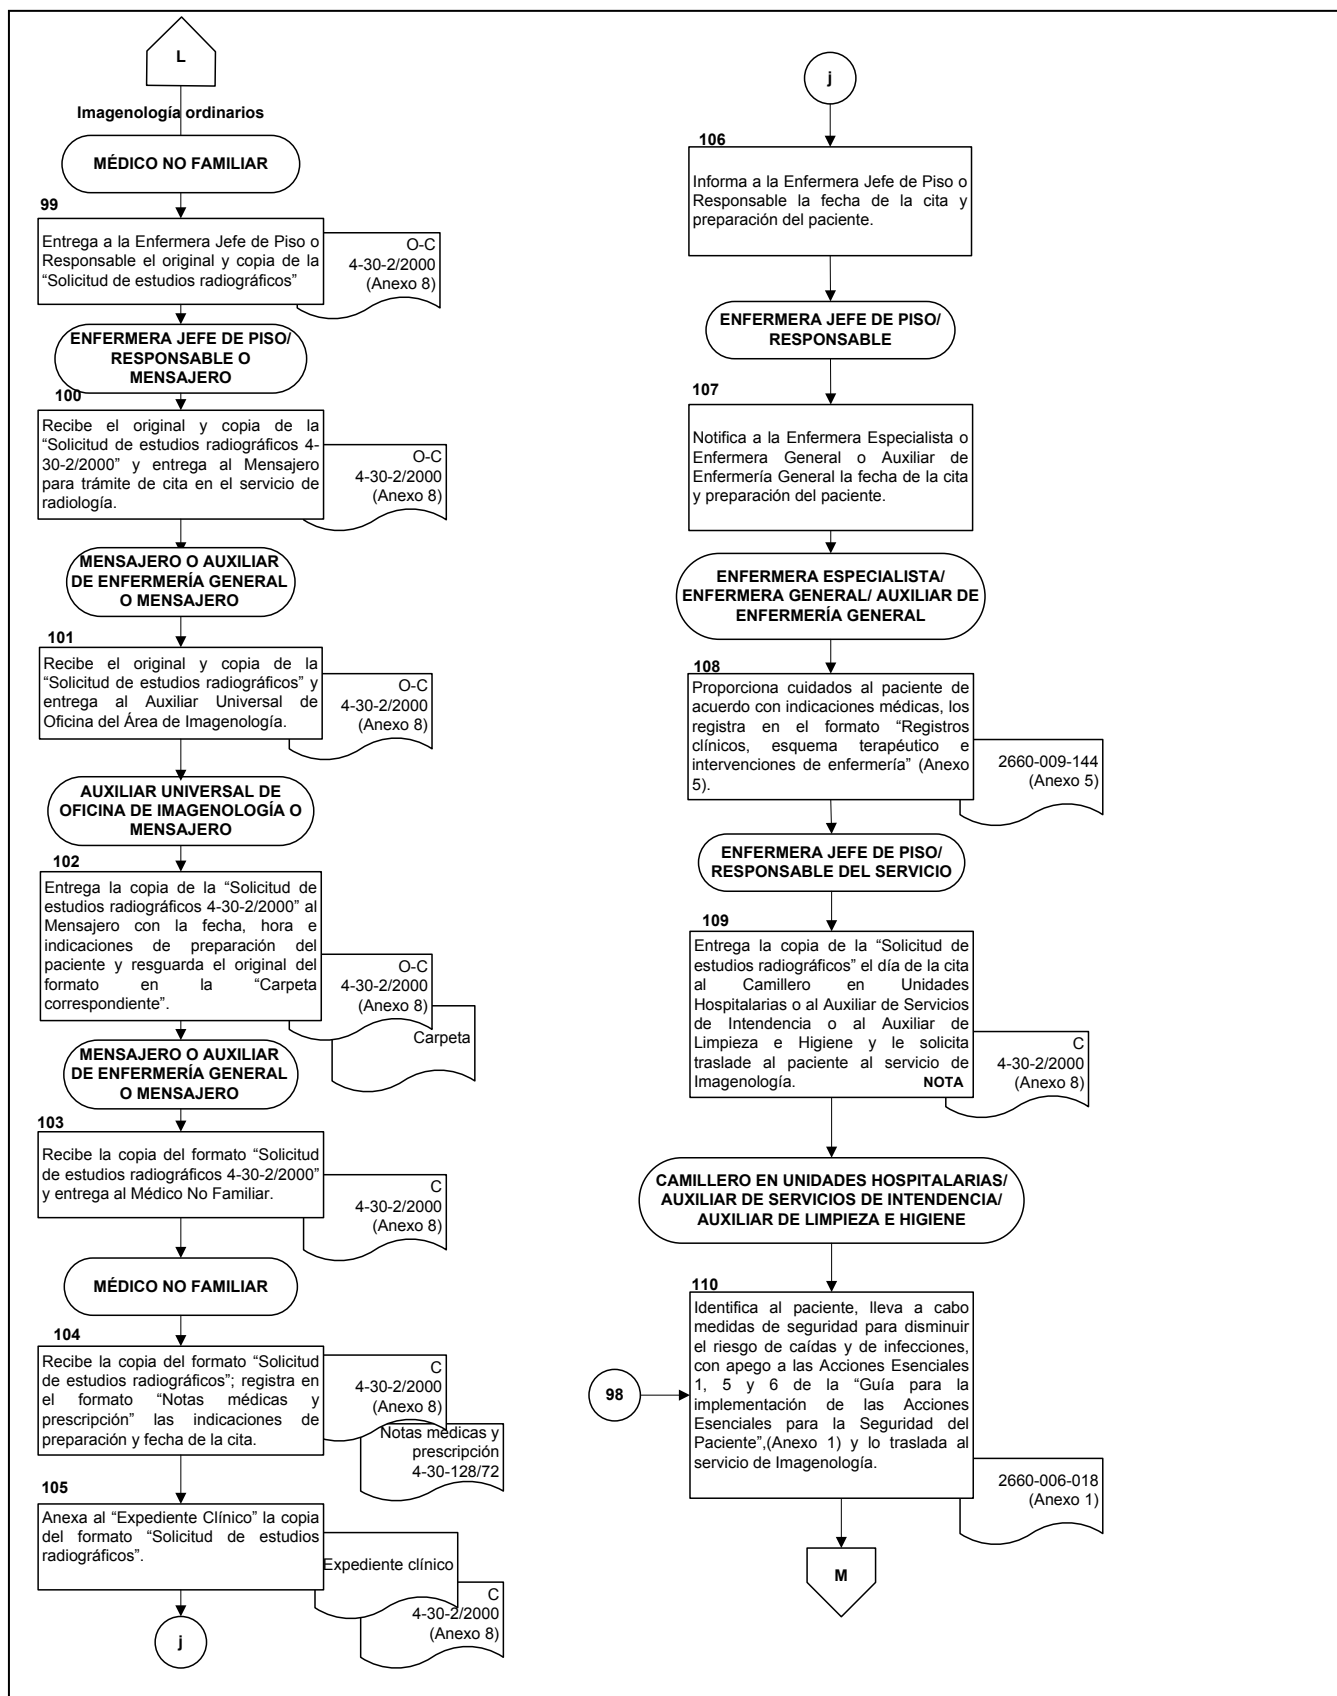 L
Imagenología ordinarios
MÉDICO NO FAMILIAR
99
Entrega a la Enfermera Jefe de Piso o
Responsable el original y copia de la
“Solicitud de estudios radiográficos”
O-C
4-30-2/2000
(Anexo 8)
ENFERMERA JEFE DE PISO/
RESPONSABLE O
MENSAJERO
100
Recibe el original y copia de la
“Solicitud de estudios radiográficos 4-
30-2/2000” y entrega al Mensajero
para trámite de cita en el servicio de
radiología.
O-C
4-30-2/2000
(Anexo 8)
MENSAJERO O AUXILIAR
DE ENFERMERÍA GENERAL
O MENSAJERO
101
Recibe el original y copia de la
“Solicitud de estudios radiográficos” y
entrega al Auxiliar Universal de
Oficina del Área de Imagenología.
O-C
4-30-2/2000
(Anexo 8)
AUXILIAR UNIVERSAL DE
OFICINA DE IMAGENOLOGÍA O
MENSAJERO
102
Entrega la copia de la “Solicitud de
estudios radiográficos 4-30-2/2000” al
Mensajero con la fecha, hora e
indicaciones de preparación del
paciente y resguarda el original del
formato en la “Carpeta
correspondiente”.
O-C
4-30-2/2000
(Anexo 8)
Carpeta
MENSAJERO O AUXILIAR
DE ENFERMERÍA GENERAL
O MENSAJERO
103
Recibe la copia del formato “Solicitud
de estudios radiográficos 4-30-2/2000”
y entrega al Médico No Familiar.
C
4-30-2/2000
(Anexo 8)
MÉDICO NO FAMILIAR
104
Recibe la copia del formato “Solicitud
de estudios radiográficos”; registra en
el formato “Notas médicas y
prescripción” las indicaciones de
preparación y fecha de la cita.
C
4-30-2/2000
(Anexo 8)
Notas médicas y
prescripción
4-30-128/72
105
Anexa al “Expediente Clínico” la copia
del formato “Solicitud de estudios
radiográficos”.
Expediente clínico
C
4-30-2/2000
(Anexo 8)
j
j
106
Informa a la Enfermera Jefe de Piso o
Responsable la fecha de la cita y
preparación del paciente.
ENFERMERA JEFE DE PISO/
RESPONSABLE
107
Notifica a la Enfermera Especialista o
Enfermera General o Auxiliar de
Enfermería General la fecha de la cita
y preparación del paciente.
ENFERMERA ESPECIALISTA/
ENFERMERA GENERAL/ AUXILIAR DE
ENFERMERÍA GENERAL
108
Proporciona cuidados al paciente de
acuerdo con indicaciones médicas, los
registra en el formato “Registros
clínicos, esquema terapéutico e
intervenciones de enfermería” (Anexo
5).
2660-009-144
(Anexo 5)
ENFERMERA JEFE DE PISO/
RESPONSABLE DEL SERVICIO
109
Entrega la copia de la “Solicitud de
estudios radiográficos” el día de la cita
al Camillero en Unidades
Hospitalarias o al Auxiliar de Servicios
de Intendencia o al Auxiliar de
Limpieza e Higiene y le solicita
traslade al paciente al servicio de
Imagenología. NOTA
C
4-30-2/2000
(Anexo 8)
CAMILLERO EN UNIDADES HOSPITALARIAS/
AUXILIAR DE SERVICIOS DE INTENDENCIA/
AUXILIAR DE LIMPIEZA E HIGIENE
110
Identifica al paciente, lleva a cabo
medidas de seguridad para disminuir
el riesgo de caídas y de infecciones,
con apego a las Acciones Esenciales
1, 5 y 6 de la “Guía para la
implementación de las Acciones
Esenciales para la Seguridad del
Paciente”,(Anexo 1) y lo traslada al
servicio de Imagenología.
98
2660-006-018
(Anexo 1)
M